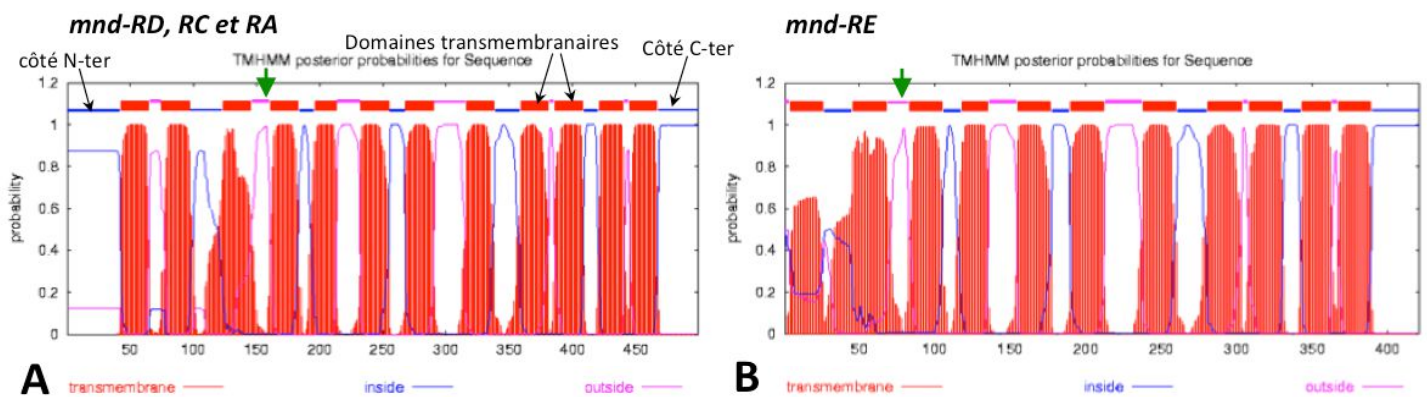 mnd-RD, RC et RA
côté N-ter
Domaines transmembranaires
Côté C-ter
TMHMM posterior probabilities for Sequence
probability
1.2
1
0.8
0.6
0.4
0.2
0
50 100 150 200 250 300 350 400 450
A
transmembrane inside outside
mnd-RE
TMHMM posterior probabilities for Sequence
probability
1.2
1
0.8
0.6
0.4
0.2
0
50 100 150 200 250 300 350 400
B
transmembrane inside outside